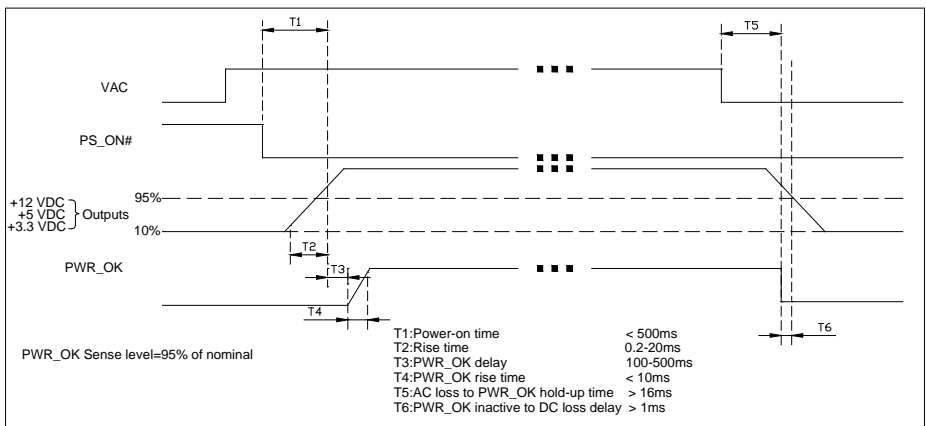 T1
T5
VAC
PS_ON#
+12 VDC
+5 VDC
+3.3 VDC
Outputs
95%
10%
T2
PWR_OK
T3
T4
T6
T1:Power-on time < 500ms
T2:Rise time 0.2-20ms
T3:PWR_OK delay 100-500ms
T4:PWR_OK rise time < 10ms
T5:AC loss to PWR_OK hold-up time > 16ms
T6:PWR_OK inactive to DC loss delay > 1ms
PWR_OK Sense level=95% of nominal